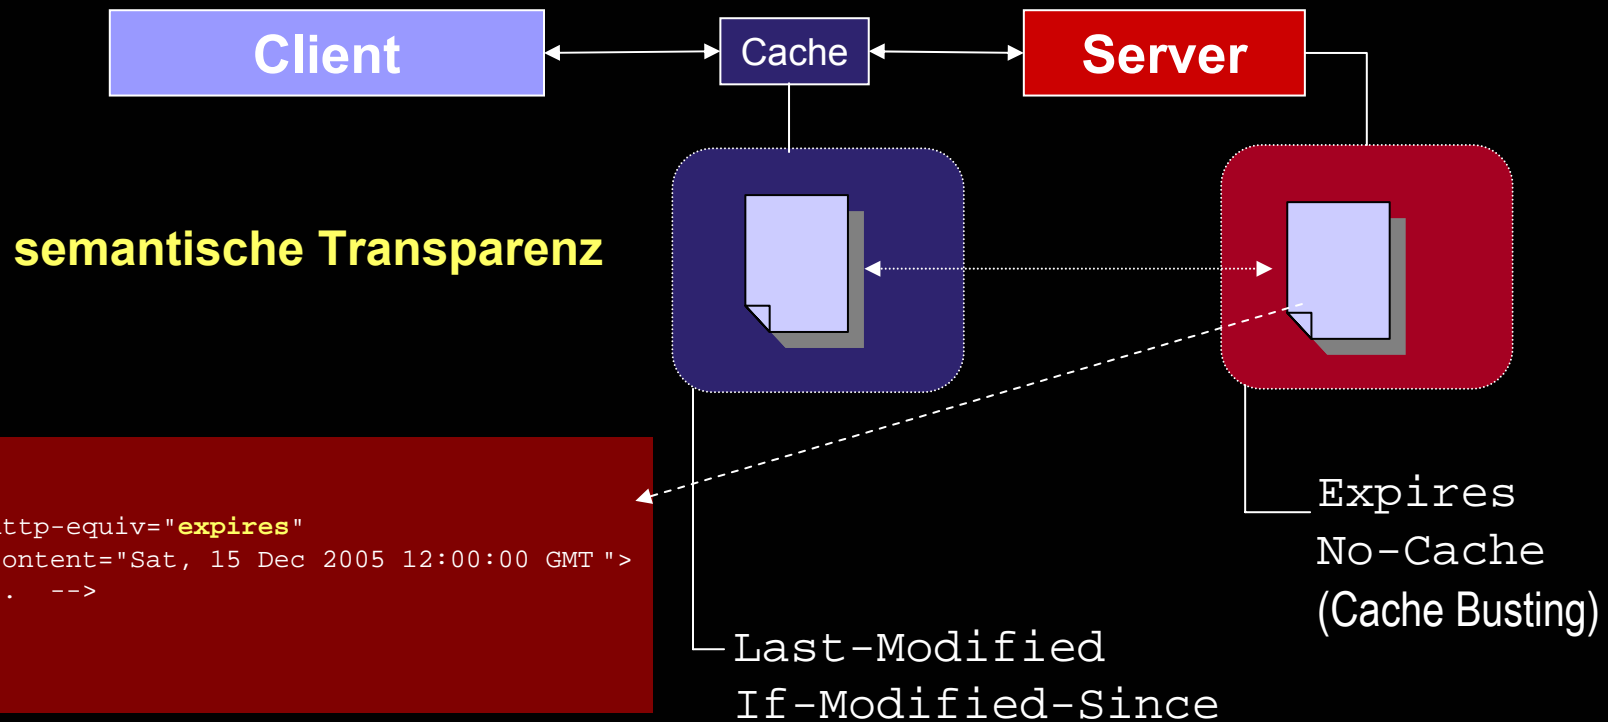 Client
Cache
Server
semantische Transparenz
ttp-equiv="expires"
ontent="Sat, 15 Dec 2005 12:00:00 GMT">
. -->
Expires
No-Cache
(Cache Busting)
Last-Modified
If-Modified-Since